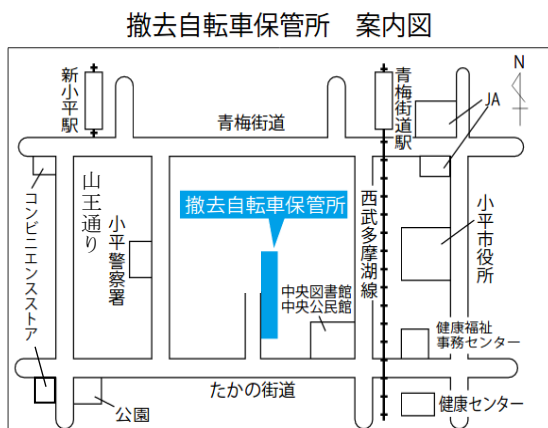 撤去自転車保管所　案内図
新小平駅
青梅街道
青梅街道駅
N
JA
山王通り
コンビニエンスストア
小平警察署
撤去自転車保管所
西武多摩湖線
小平市役所
中央図書館
中央公民館
健康福祉
事務センター
たかの街道
公園
健康センター